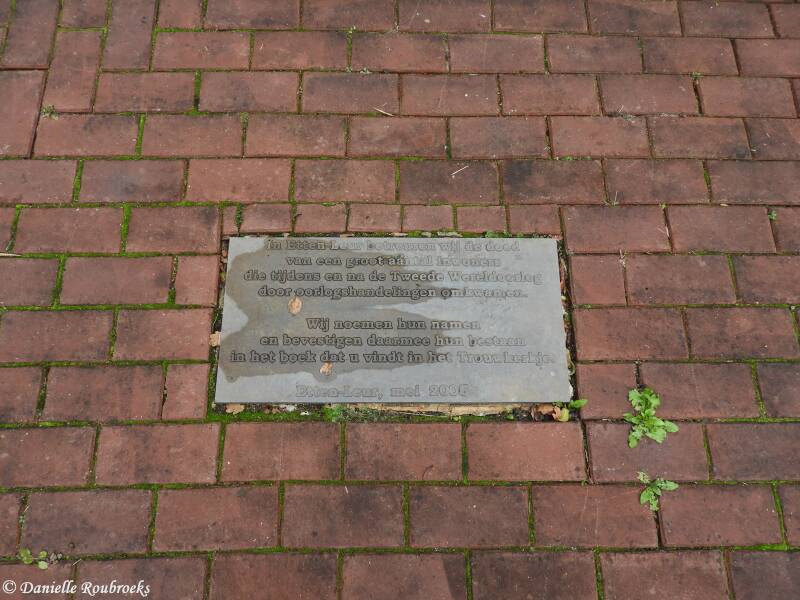 In Etten-Leur betreuren wij de dood
van een groot aantal inwoners
die tijdens en na de Tweede Wereldoorlog
door oorlogshandelingen omkwamen.
Wij noemen hun namen
en bevestigen daarmee hun bestaan
in het boek dat u vindt in het Trouwkerkje.
Etten-Leur, mei 2005
© Danielle Roubroeks